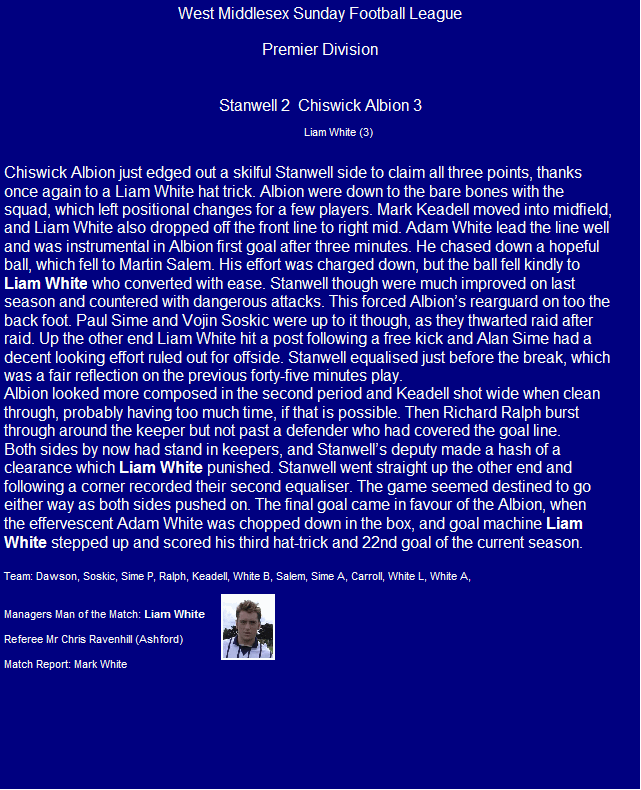 West Middlesex Sunday Football League
Premier Division
Stanwell 2  Chiswick Albion 3
Liam White (3)
Chiswick Albion just edged out a skilful Stanwell side to claim all three points, thanks
once again to a Liam White hat trick. Albion were down to the bare bones with the
squad, which left positional changes for a few players. Mark Keadell moved into midfield,
and Liam White also dropped off the front line to right mid. Adam White lead the line well
and was instrumental in Albion first goal after three minutes. He chased down a hopeful
ball, which fell to Martin Salem. His effort was charged down, but the ball fell kindly to
Liam White who converted with ease. Stanwell though were much improved on last
season and countered with dangerous attacks. This forced Albion’s rearguard on too the
back foot. Paul Sime and Vojin Soskic were up to it though, as they thwarted raid after
raid. Up the other end Liam White hit a post following a free kick and Alan Sime had a
decent looking effort ruled out for offside. Stanwell equalised just before the break, which
was a fair reflection on the previous forty-five minutes play.
Albion looked more composed in the second period and Keadell shot wide when clean
through, probably having too much time, if that is possible. Then Richard Ralph burst
through around the keeper but not past a defender who had covered the goal line.
Both sides by now had stand in keepers, and Stanwell’s deputy made a hash of a
clearance which Liam White punished. Stanwell went straight up the other end and
following a corner recorded their second equaliser. The game seemed destined to go
either way as both sides pushed on. The final goal came in favour of the Albion, when
the effervescent Adam White was chopped down in the box, and goal machine Liam
White stepped up and scored his third hat-trick and 22nd goal of the current season.
Team: Dawson, Soskic, Sime P, Ralph, Keadell, White B, Salem, Sime A, Carroll, White L, White A,
Managers Man of the Match: Liam White
Referee Mr Chris Ravenhill (Ashford)
Match Report: Mark White